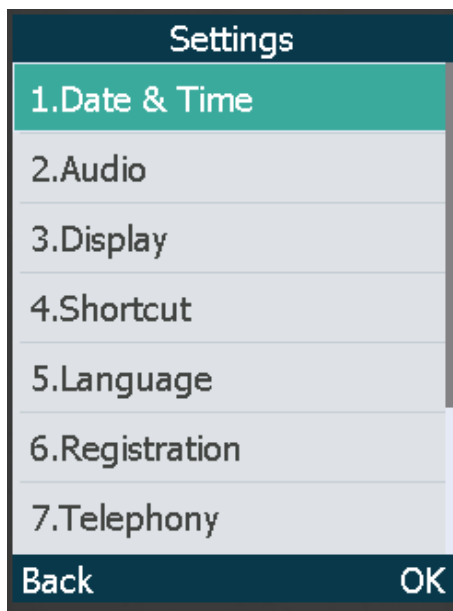 Settings
1.Date & Time
2.Audio
3.Display
4.Shortcut
5.Language
6.Registration
7.Telephony
Back OK